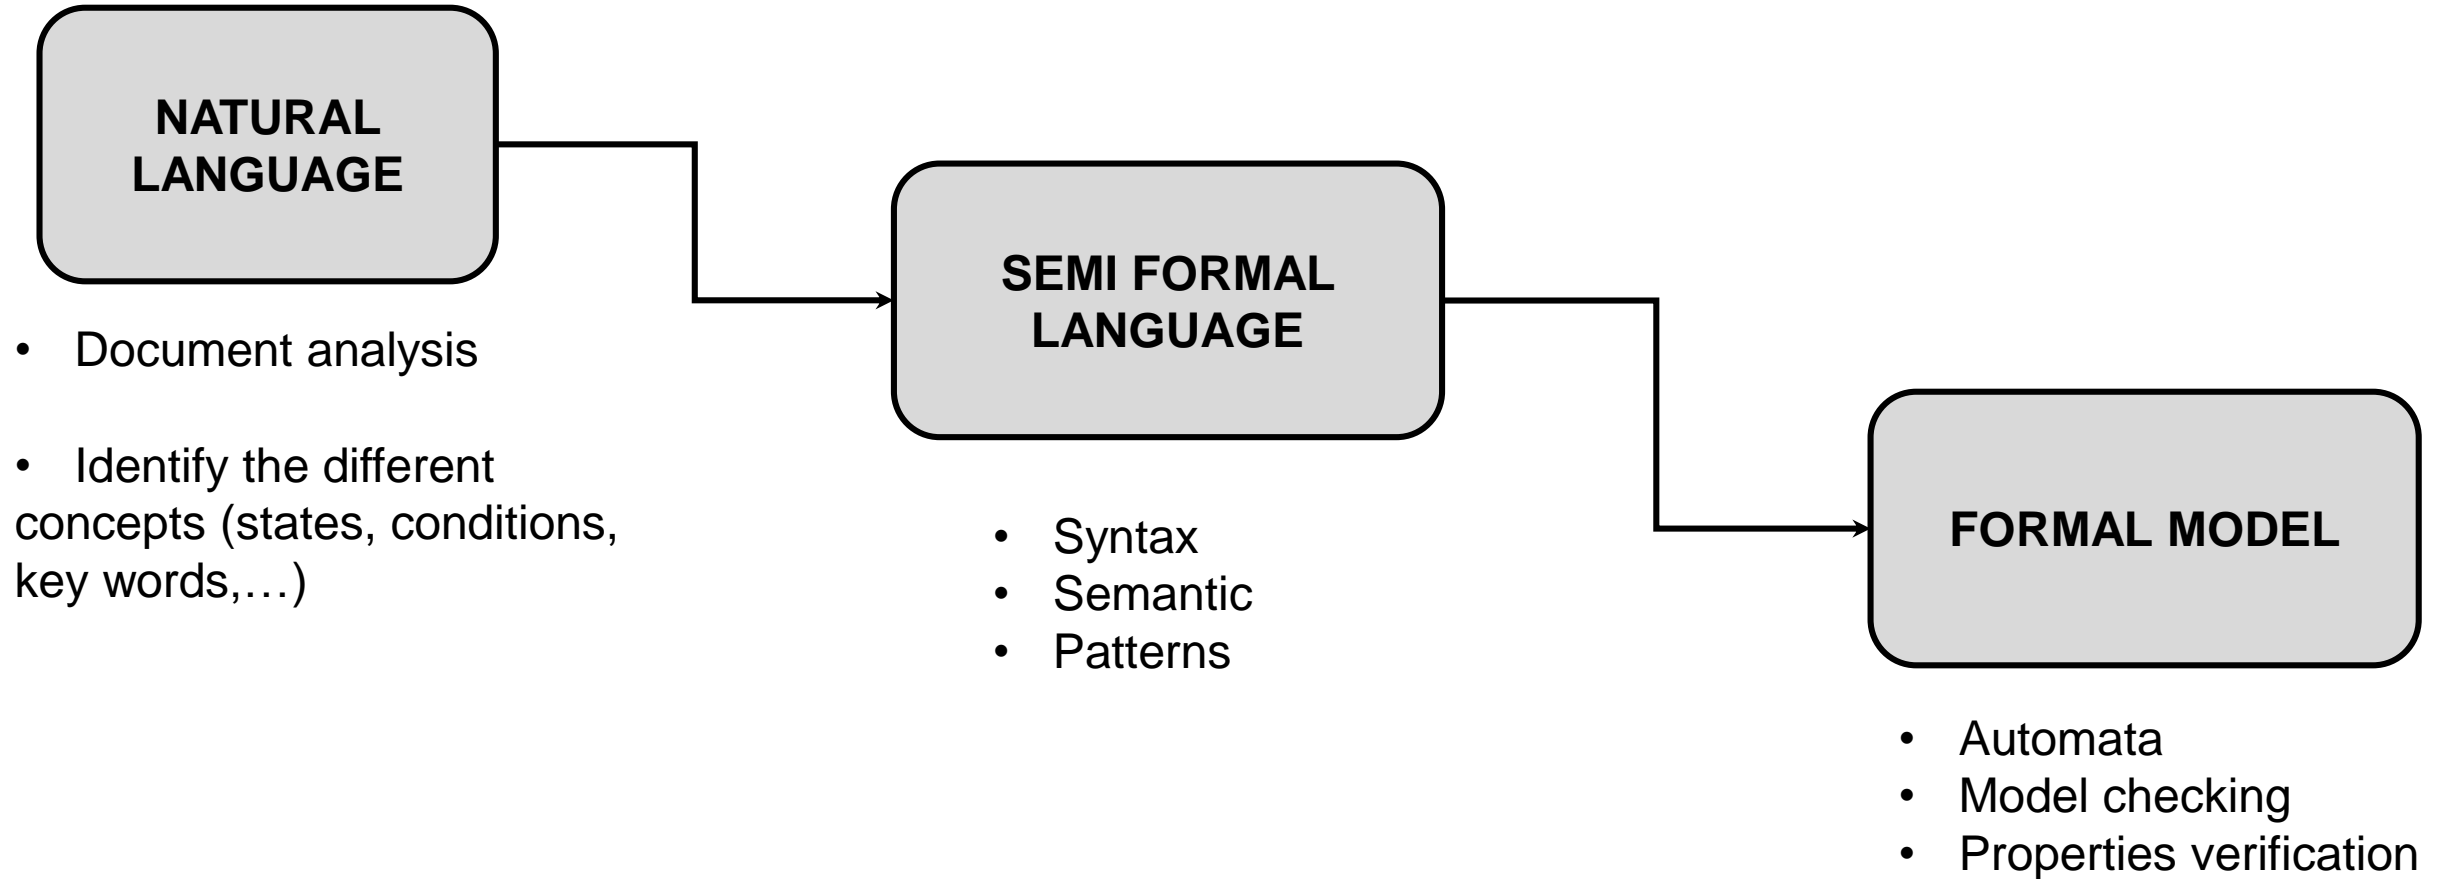 NATURAL
LANGUAGE
• Document analysis
• Identify the different
concepts (states, conditions,
key words,…)
SEMI FORMAL
LANGUAGE
• Syntax
• Semantic
• Patterns
FORMAL MODEL
• Automata
• Model checking
• Properties verification